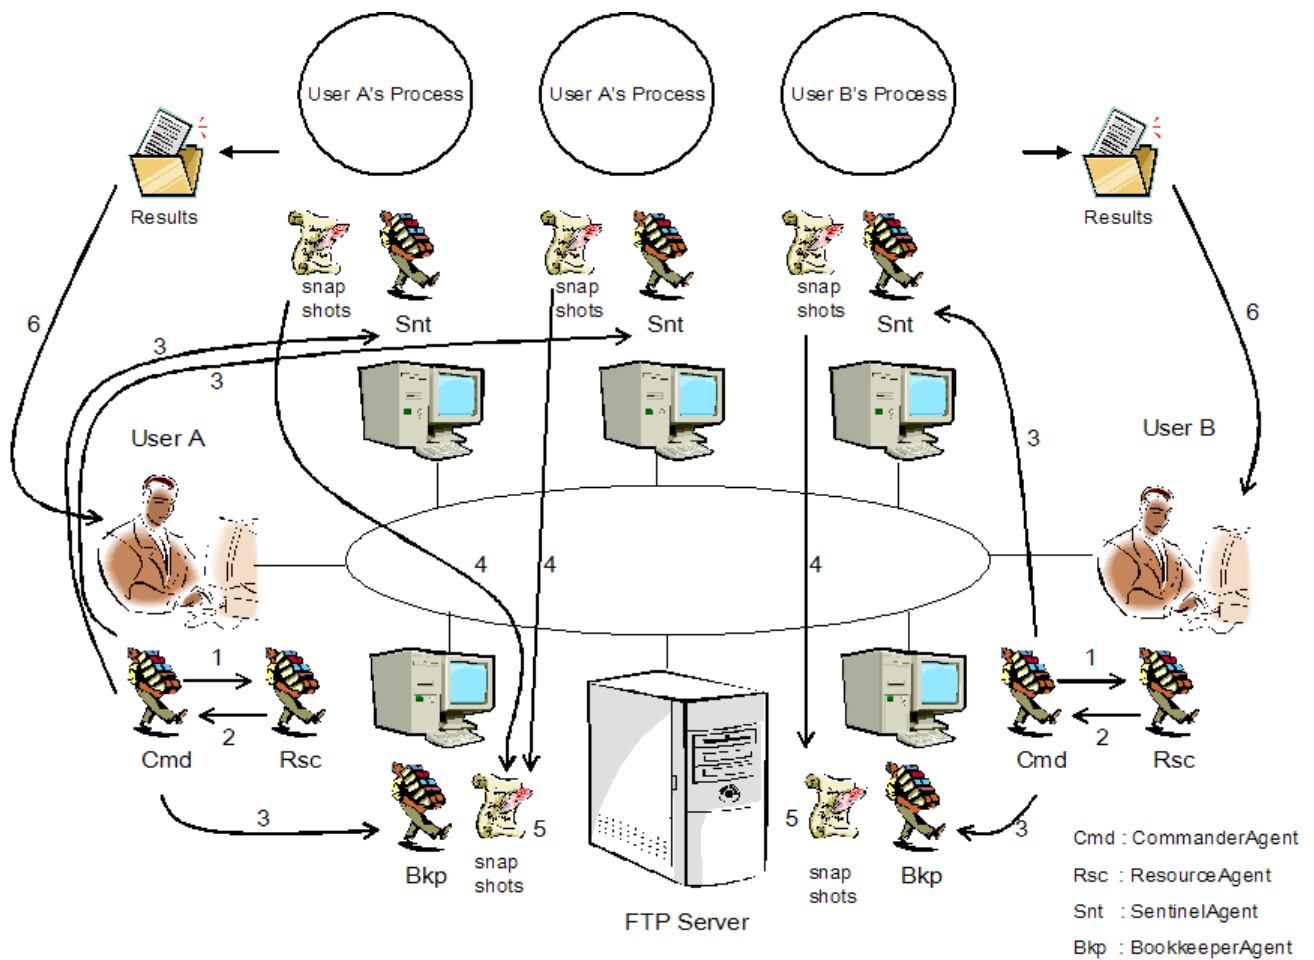 User A's Process
User A's Process
User B's Process
Results
Results
snap
shots
Snt
snap
shots
Snt
snap
shots
Snt
6
3
3
3
6
User A
User B
4
4
4
1
2
Cmd
Rsc
1
2
Cmd
Rsc
3
Bkp
snap
shots
5
FTP Server
5
snap
shots
Bkp
3
Cmd : CommanderAgent
Rsc : ResourceAgent
Snt : SentinelAgent
Bkp : BookkeeperAgent